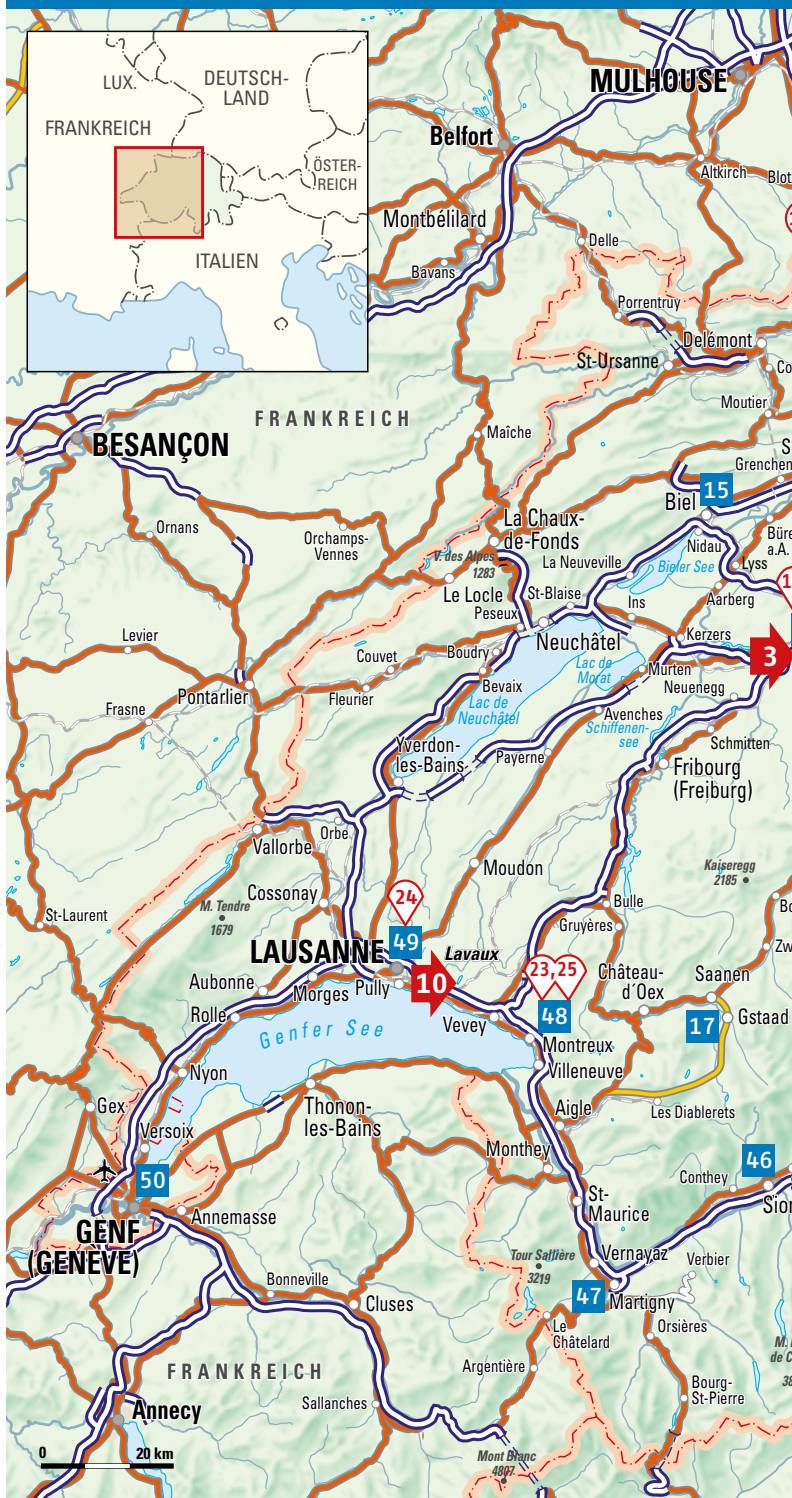 LUX.
DEUTSCH-
LAND
FRANKREICH
ÖSTER-
REICH
ITALIEN
MULHOUSE
Belfort
Altkirch
Montbélilard
Delle
Bavans
Porrentruy
Delémont
St-Ursanne
Moutier
FRANKREICH
BESANÇON
Maîche
Grenchen
15
Biel
Ornans
Orchamps-
Vennes
La Chaux-
de-Fonds
Nidau
V. des Alpes
1283
La Neuveville
Bieler See
Lyss
a.A.
Le Locle
St-Blaise
Aarberg
Peseux
Ins
Levier
Neuchâtel
Kerzers
3
Couvet
Boudry
Lac de
Morat
Murten
Pontarlier
Fleurier
Bevaix
Neuenegg
Frasne
Lac de
Neuchâtel
Avenches
Schiffenen-
see
Yverdon-
les-Bains
Payerne
Schmitten
Fribourg
(Freiburg)
Orbe
Vallorbe
Moudon
Kaiseregg
2185
Cossonay
24
M. Tendre
1679
St-Laurent
Bulle
Gruyères
49
LAUSANNE
Lavaux
23,25
Château-
d'Oex
Saanen
Aubonne
Morges
Pully
10
Rolle
48
17
Gstaad
Vevey
Genfer See
Montreux
Villeneuve
Nyon
Gex
Thonon-
les-Bains
Aigle
Les Diablerets
Versoix
Monthey
46
Conthey
50
St-
Maurice
Annemasse
GENF
(GENÈVE)
Tour Sallière
3219
Vernayaz
Verbier
Bonneville
47
Martigny
Cluses
Le
Châtelard
Orsières
FRANKREICH
Argentière
Bourg-
St-Pierre
Sallanches
Annecy
0 20 km
Mont Blanc
4807